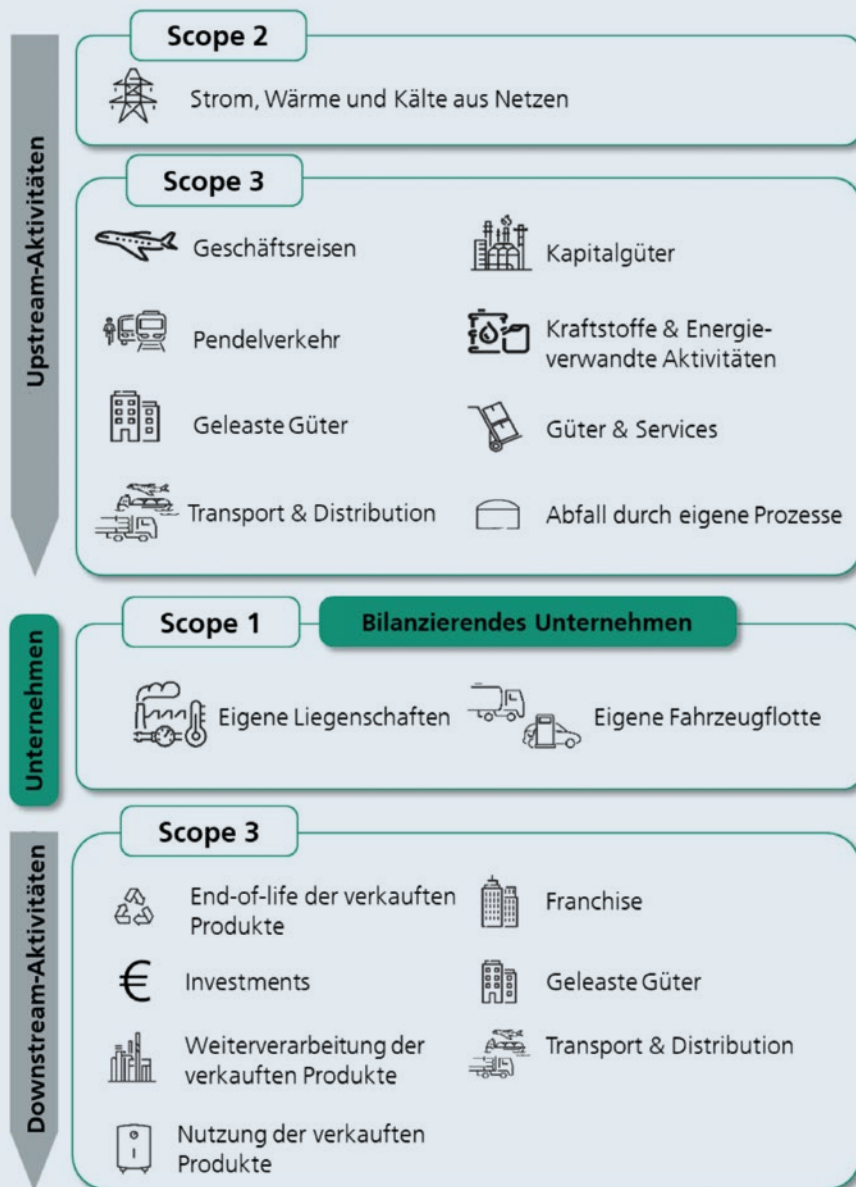 Upstream-Aktivitäten
Scope 2
Strom, Wärme und Kälte aus Netzen
Scope 3
Geschäftsreisen
Kapitalgüter
Pendelverkehr
Kraftstoffe & Energie-
verwandte Aktivitäten
Geleaste Güter
Güter & Services
Transport & Distribution
Abfall durch eigene Prozesse
Unternehmen
Scope 1
Bilanzierendes Unternehmen
Eigene Liegenschaften
Eigene Fahrzeugflotte
Downstream-Aktivitäten
Scope 3
End-of-life der verkauften
Produkte
Franchise
€
Investments
Geleaste Güter
Weiterverarbeitung der
verkauften Produkte
Transport & Distribution
Nutzung der verkauften
Produkte